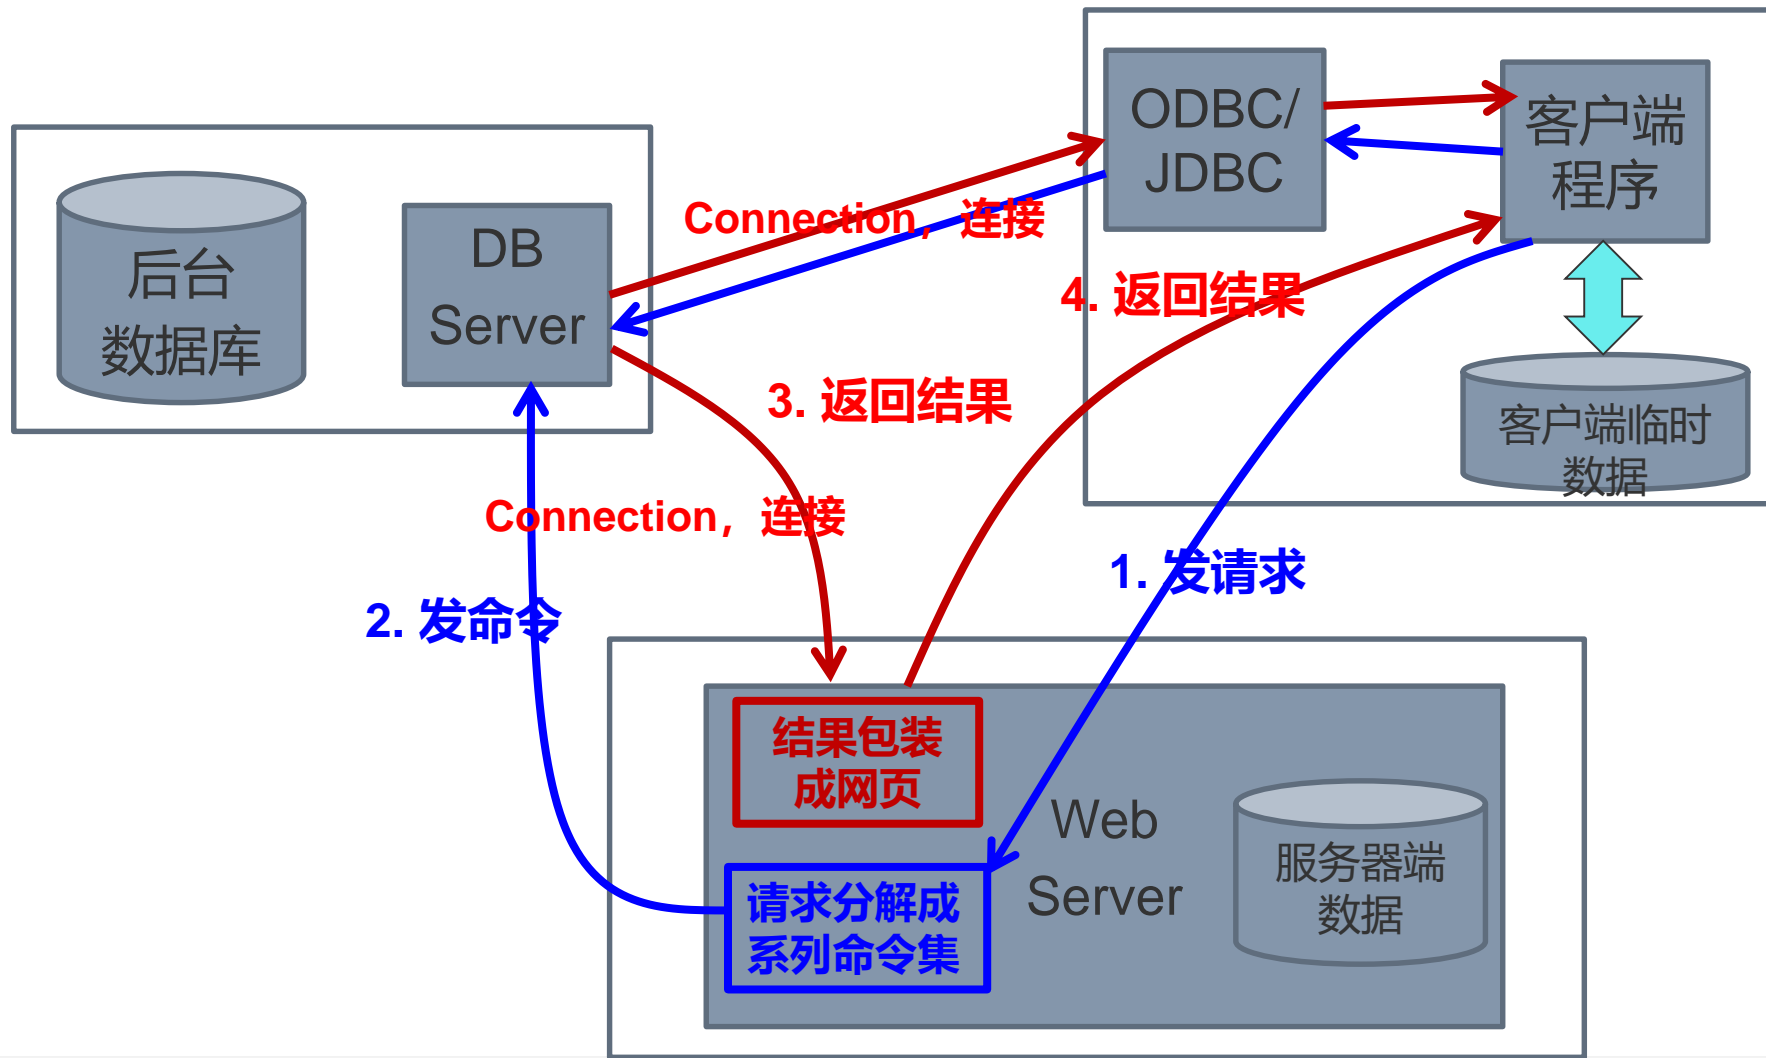 ODBC/
JDBC
客户端
程序
后台
数据库
DB
Server
Connection，连接
4. 返回结果
3. 返回结果
客户端临时
数据
Connection，连接
1. 发请求
2. 发命令
结果包装
成网页
Web
Server
服务器端
数据
请求分解成
系列命令集